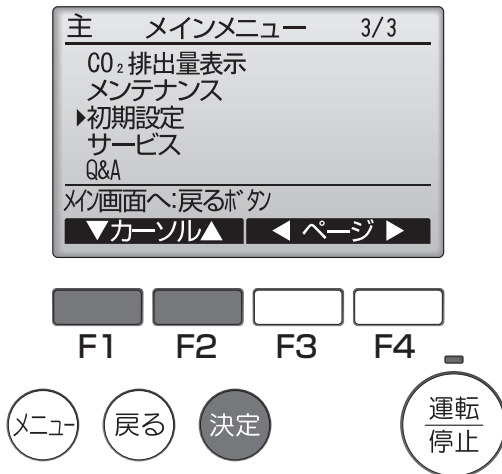 主 メインメニュー 3/3
CO₂排出量表示
メンテナンス
▶初期設定
サービス
Q&A
メイン画面へ:戻るボタン
▼カーソル▲ ◀ ページ ▶
F1 F2 F3 F4
メニュー 戻る 決定 運転
停止